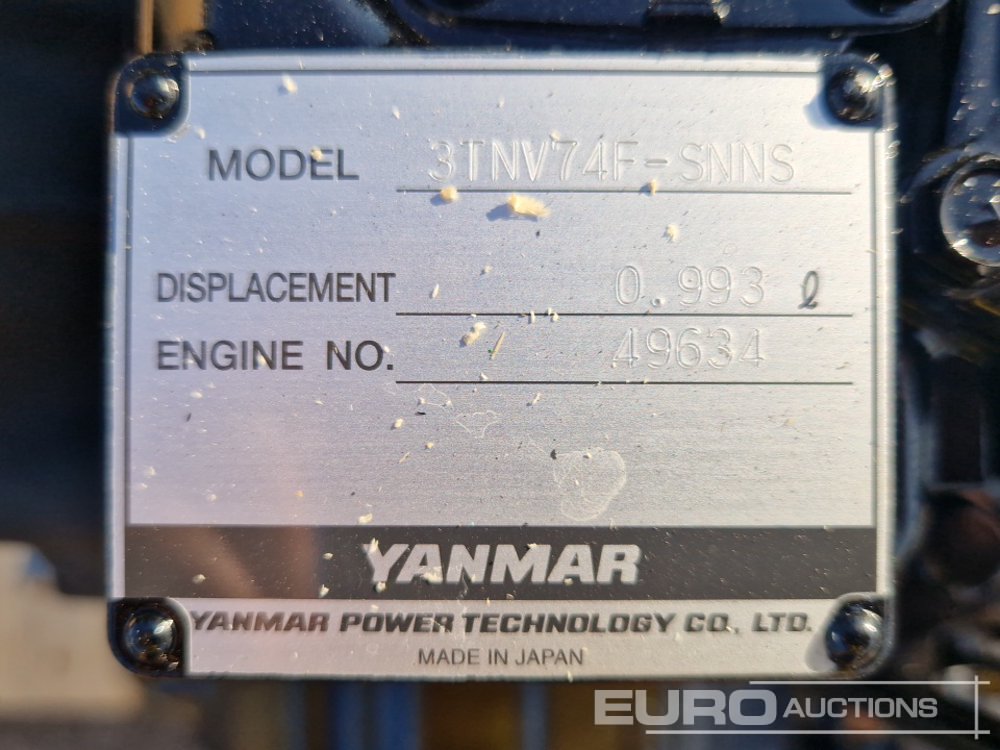 MODEL 3TNV74F-SNNS
DISPLACEMENT 0.993 ℓ
ENGINE NO. 49634
YANMAR
YANMAR POWER TECHNOLOGY CO., LTD.
MADE IN JAPAN
EURO AUCTIONS